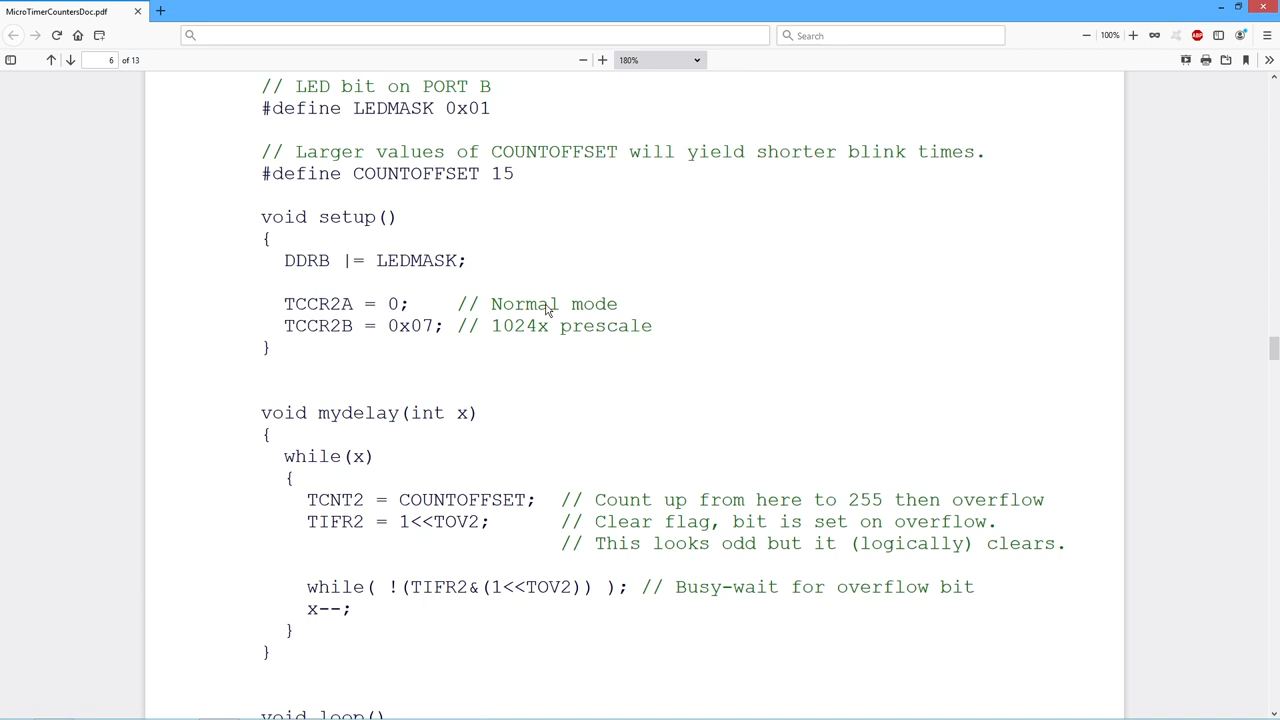 MicroTimerCountersDoc.pdf
Search
100%
ABP
6 of 13
180%
// LED bit on PORT B
#define LEDMASK 0x01
// Larger values of COUNTOFFSET will yield shorter blink times.
#define COUNTOFFSET 15
void setup()
{
DDRB |= LEDMASK;
TCCR2A = 0; // Normal mode
TCCR2B = 0x07; // 1024x prescale
}
void mydelay(int x)
{
while(x)
{
TCNT2 = COUNTOFFSET; // Count up from here to 255 then overflow
TIFR2 = 1<<TOV2; // Clear flag, bit is set on overflow.
// This looks odd but it (logically) clears.
while( !(TIFR2&(1<<TOV2)) ); // Busy-wait for overflow bit
x--;
}
}
void loop()